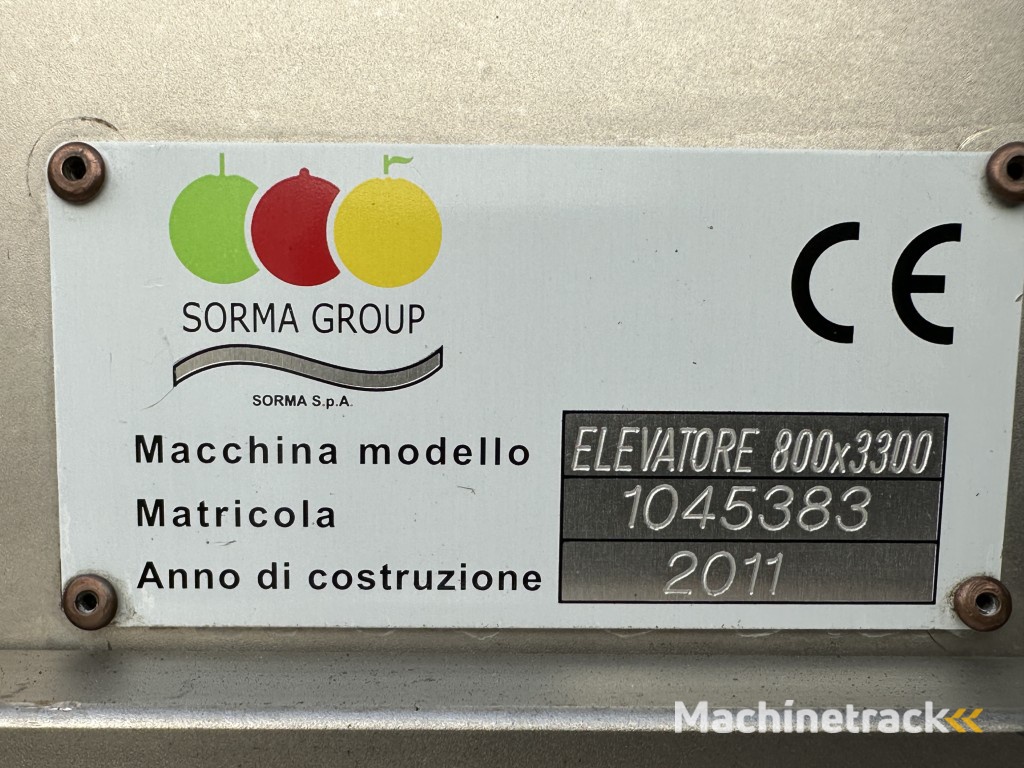 SORMA GROUP
SORMA S.p.A.
CE
Macchina modello ELEVATORE 800x3300
Matricola 1045383
Anno di costruzione 2011
Machinetrack